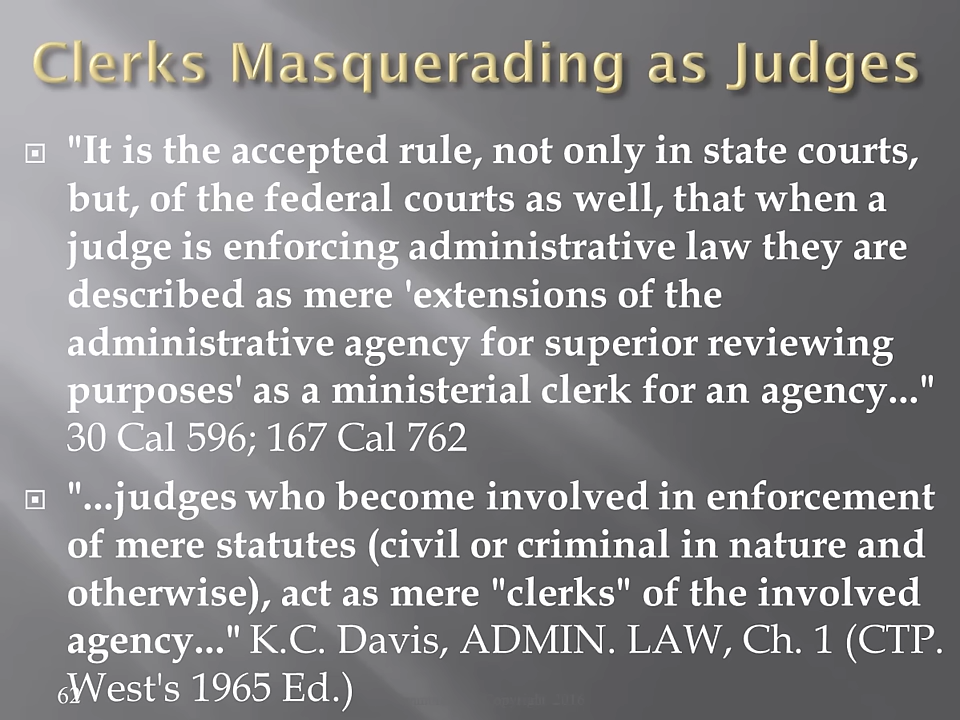 Clerks Masquerading as Judges
"It is the accepted rule, not only in state courts,
but, of the federal courts as well, that when a
judge is enforcing administrative law they are
described as mere 'extensions of the
administrative agency for superior reviewing
purposes' as a ministerial clerk for an agency..."
30 Cal 596; 167 Cal 762
"...judges who become involved in enforcement
of mere statutes (civil or criminal in nature and
otherwise), act as mere "clerks" of the involved
agency..." K.C. Davis, ADMIN. LAW, Ch. 1 (CTP.
West's 1965 Ed.)
62